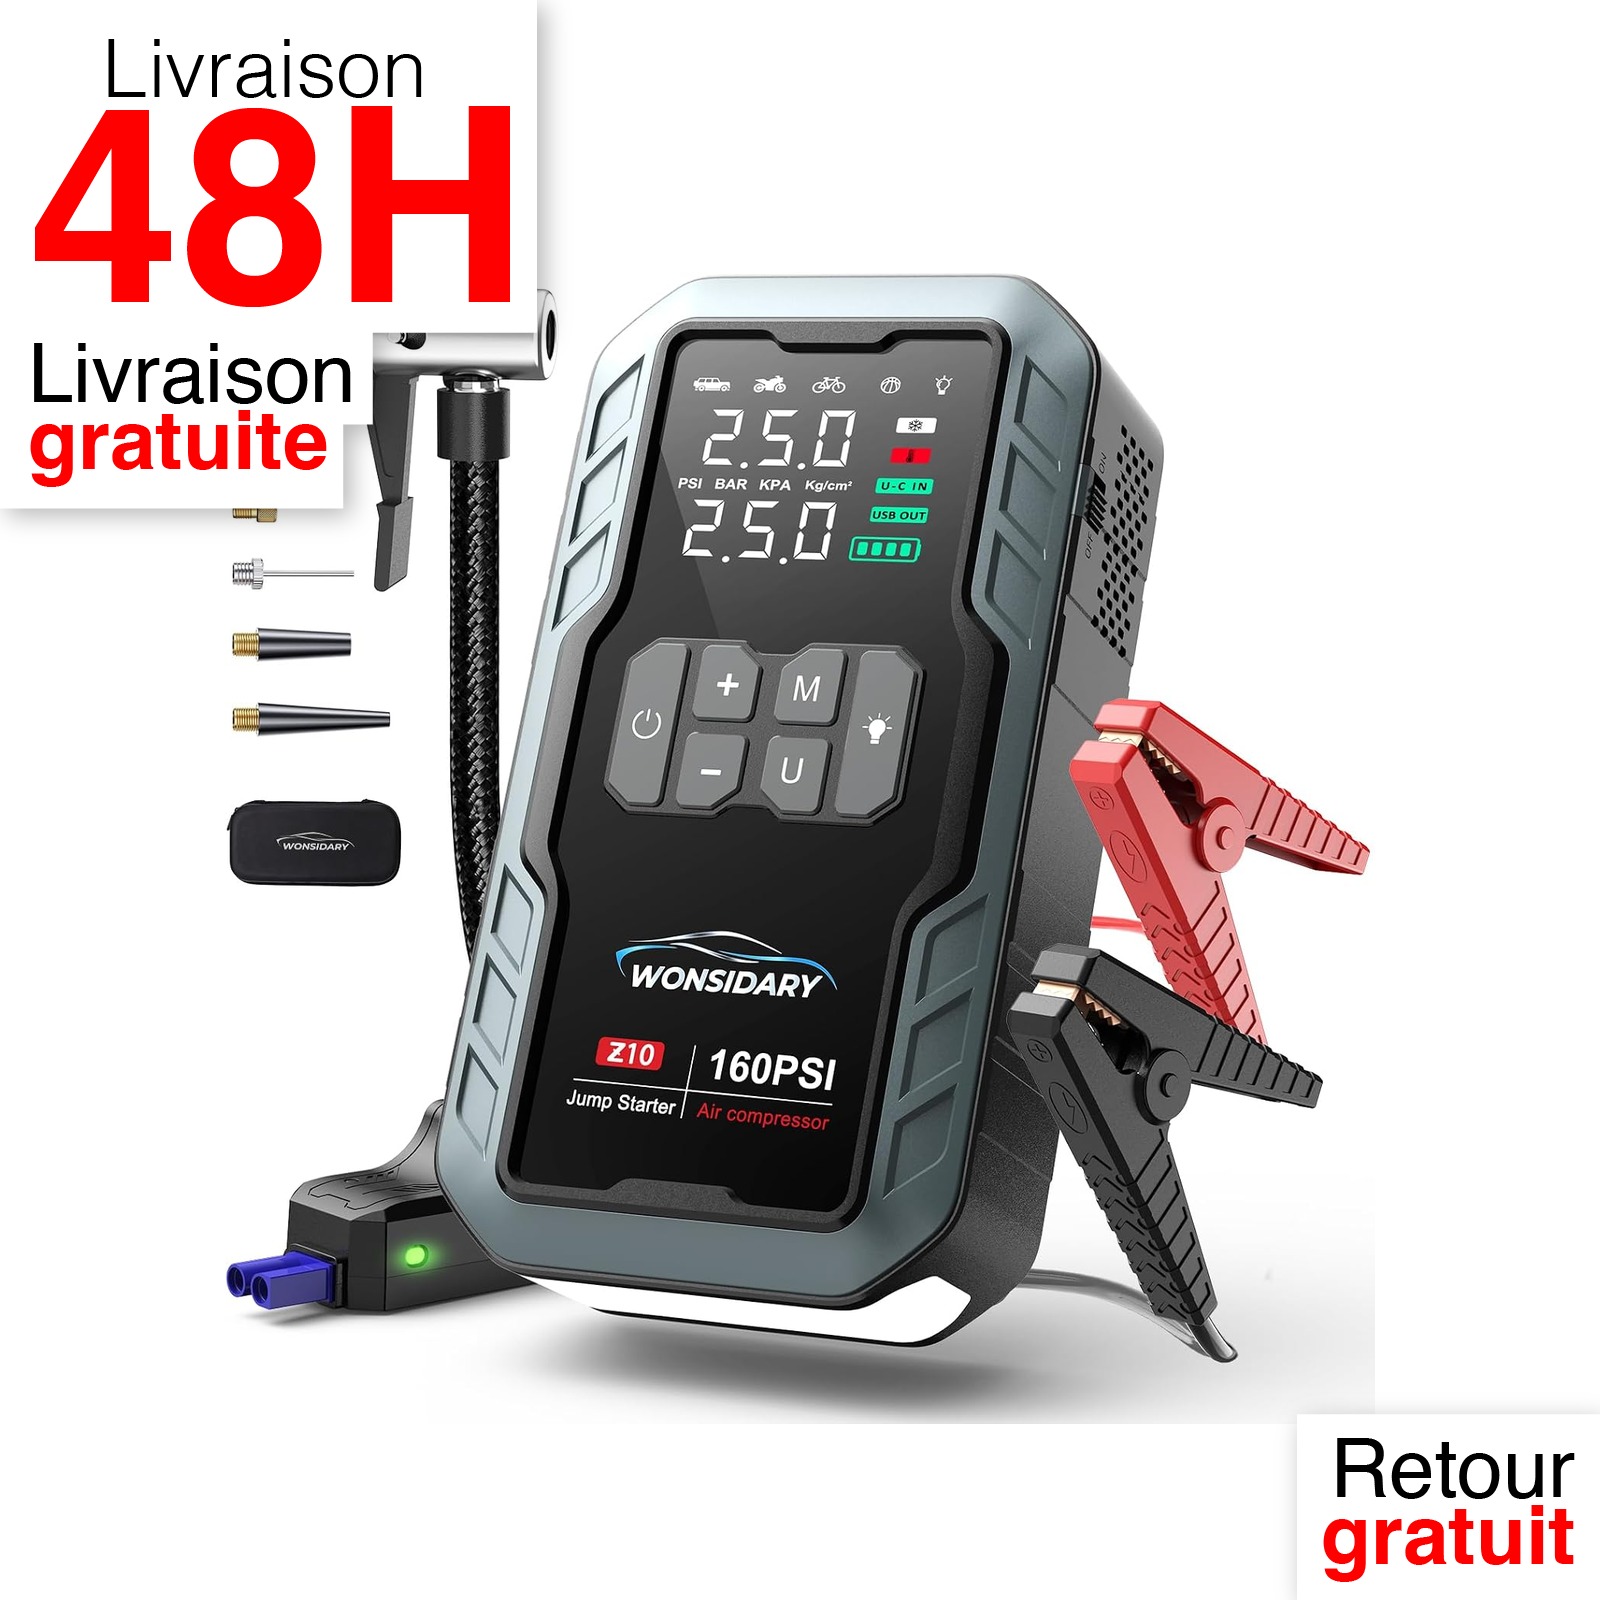 Livraison
48H
Livraison
gratuite
2.5.0
PSI BAR KPA Kg/cm²
2.5.0
U-C IN
USB OUT
ON
OFF
+
M
−
U
WONSIDARY
WONSIDARY
Z10
160PSI
Jump Starter
Air compressor
Retour
gratuit